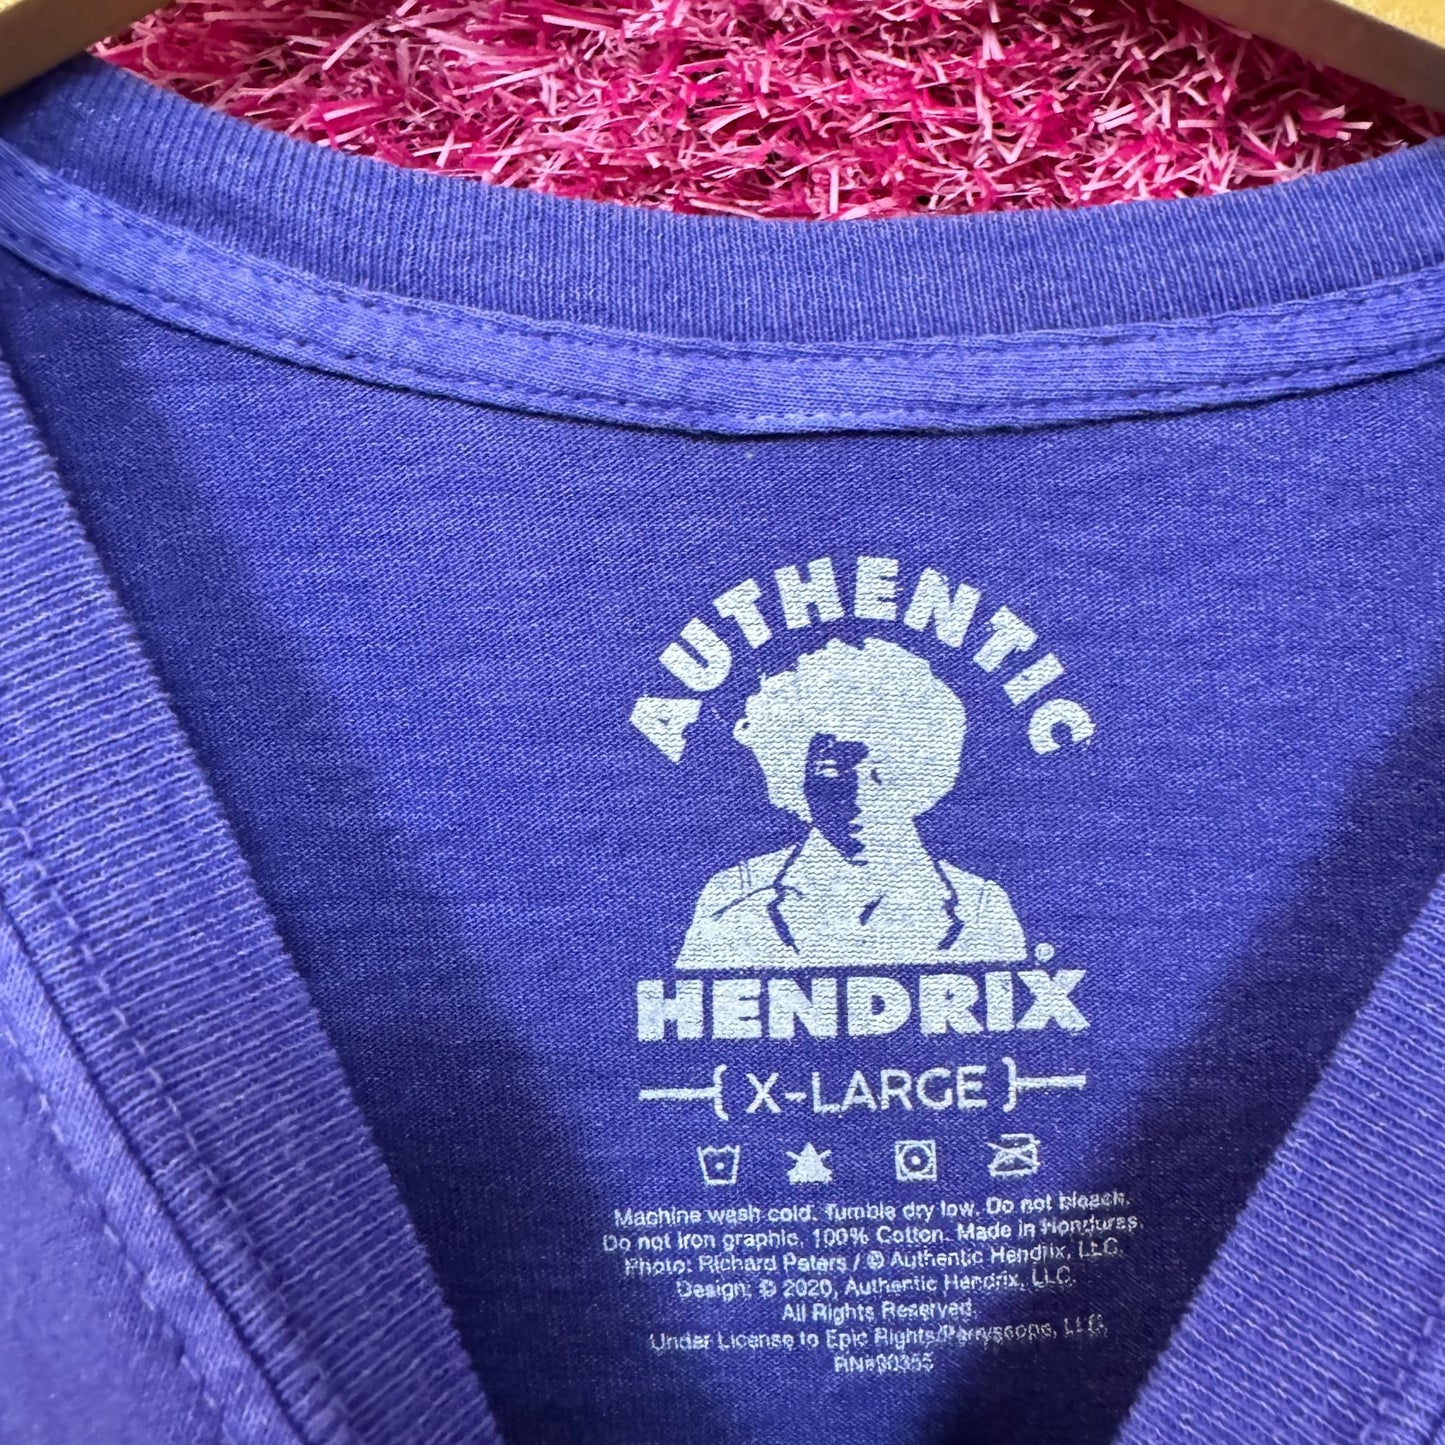 AUTHENTIC
HENDRIX
X-LARGE
Machine wash cold. Tumble dry low. Do not bleach.
Do not iron graphic. 100% Cotton. Made in Honduras.
Photo: Richard Peters / © Authentic Hendrix, LLC.
Design: © 2020, Authentic Hendrix, LLC.
All Rights Reserved.
Under License to Epic Rights/Perryscope, LLC.
RN#90355